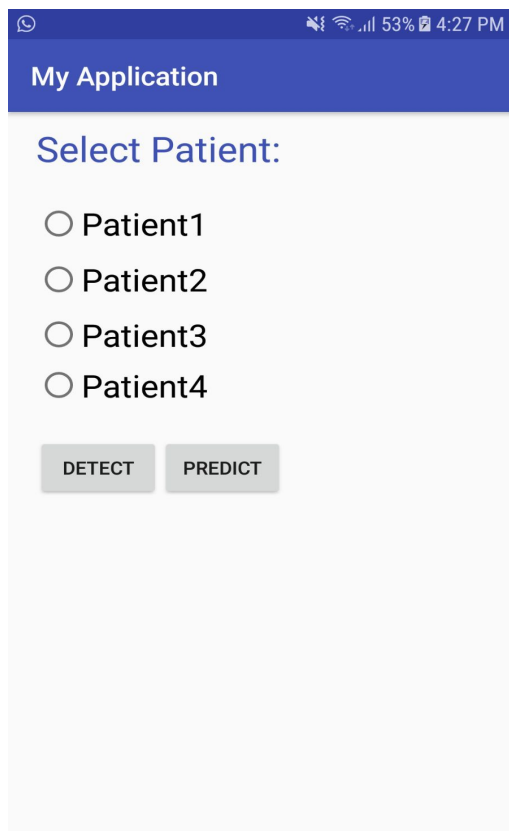 53% 4:27 PM
My Application
Select Patient:
Patient1
Patient2
Patient3
Patient4
DETECT PREDICT